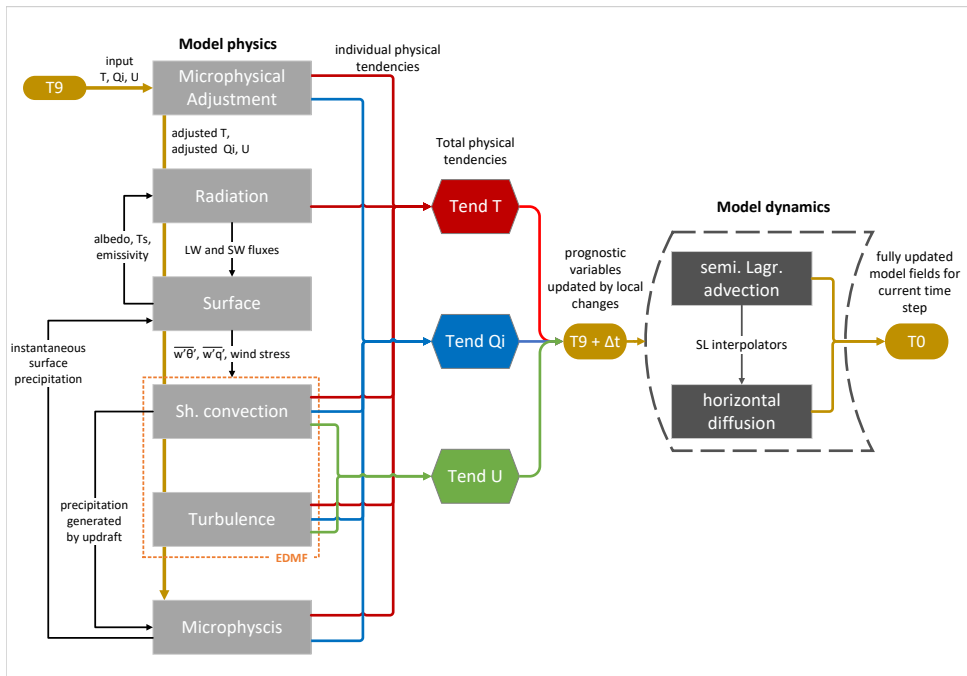 Model physics
individual physical
tendencies
input
T, Qi, U
T9
Microphysical
Adjustment
adjusted T,
adjusted Qi, U
Radiation
albedo, Ts,
emissivity
LW and SW fluxes
Surface
instantaneous
surface
precipitation
w'θ', w'q', wind stress
Sh. convection
precipitation
generated
by updraft
Turbulence
EDMF
Microphyscis
Total physical
tendencies
Tend T
Tend Qi
Tend U
prognostic
variables
updated by local
changes
T9 + Δt
Model dynamics
semi. Lagr.
advection
SL interpolators
horizontal
diffusion
fully updated
model fields for
current time
step
T0